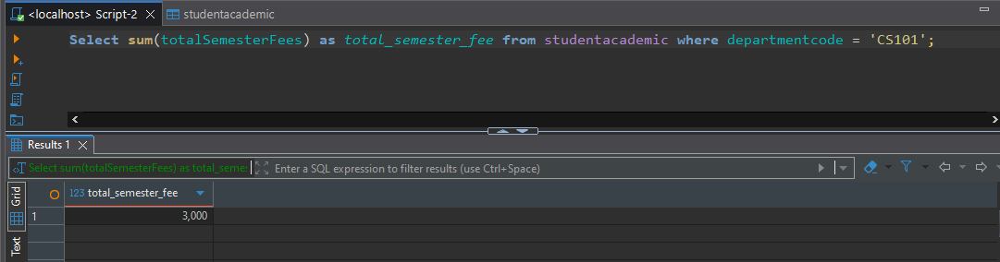 <localhost> Script-2 studentacademic
Select sum(totalSemesterFees) as total_semester_fee from studentacademic where departmentcode = 'CS101';
Results 1
Select sum(totalSemesterFees) as total_semes Enter a SQL expression to filter results (use Ctrl+Space)
Grid
123 total_semester_fee
1 3,000
Text